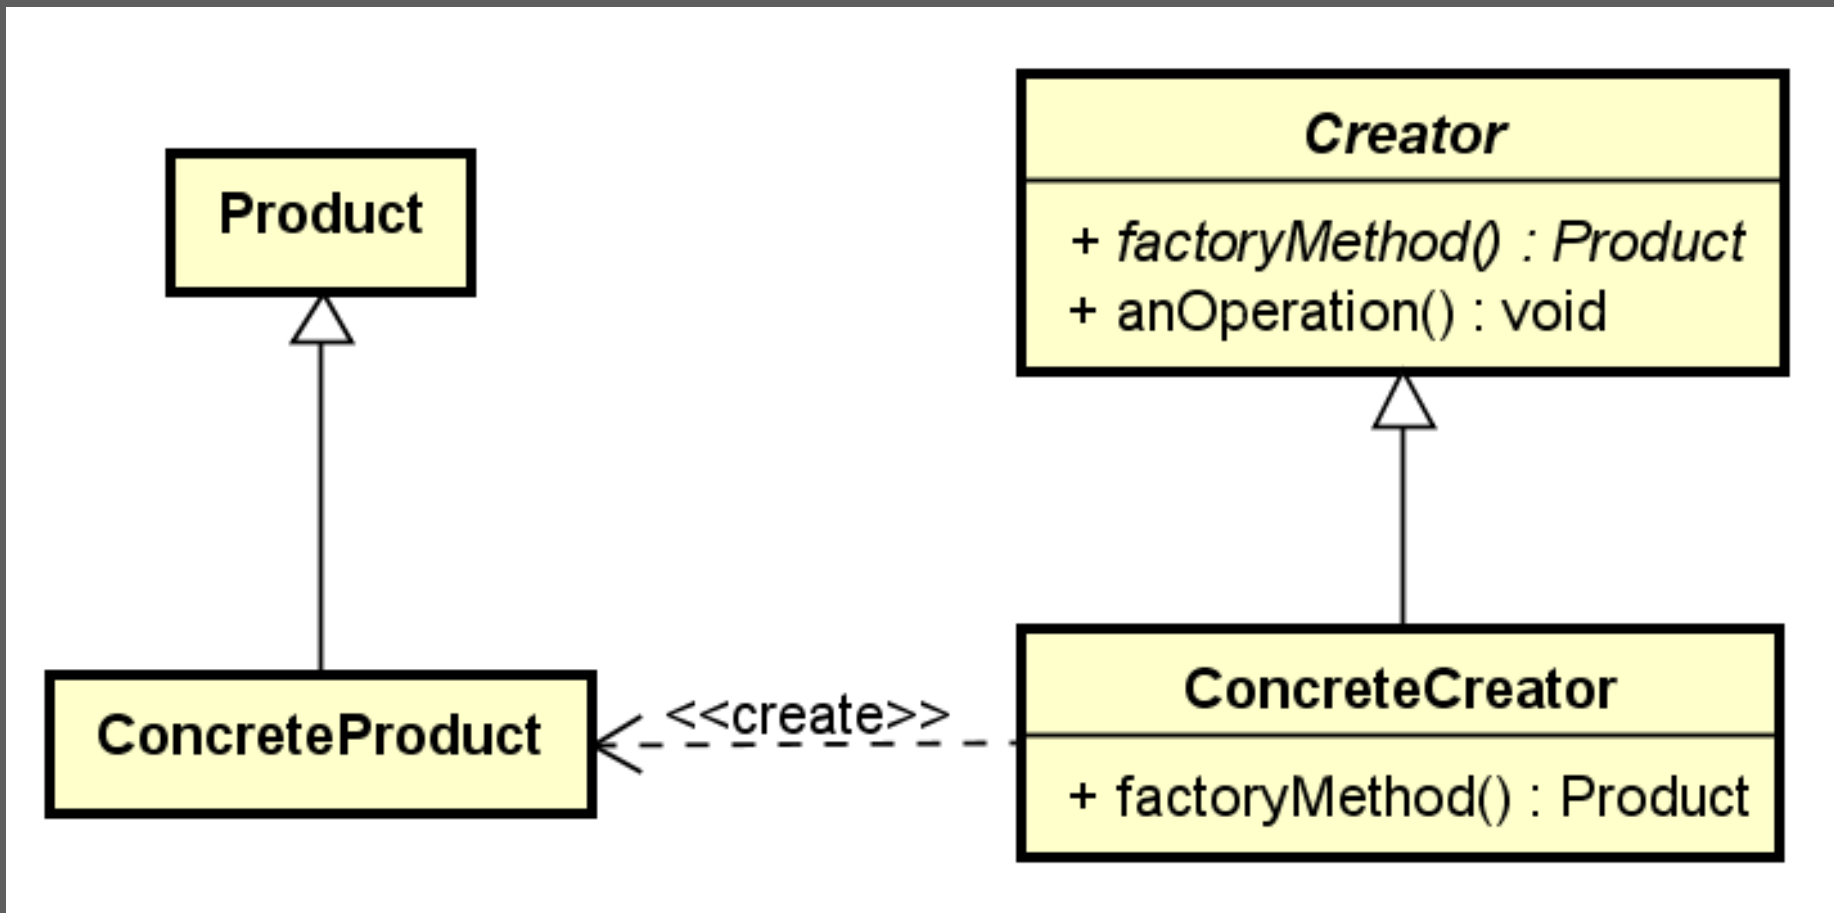 Product
Creator
+ factoryMethod() : Product
+ anOperation() : void
ConcreteProduct
<<create>>
ConcreteCreator
+ factoryMethod() : Product